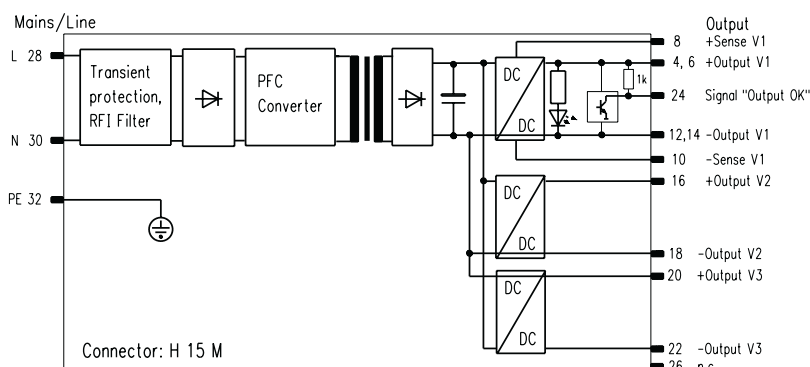 Mains/Line
Output
8 +Sense V1
L 28
4, 6 +Output V1
Transient
protection,
RFI Filter
PFC
Converter
DC
DC
1k
24 Signal "Output OK"
N 30
12,14 -Output V1
10 -Sense V1
16 +Output V2
DC
DC
PE 32
18 -Output V2
20 +Output V3
DC
DC
22 -Output V3
Connector: H 15 M
26 n.c.